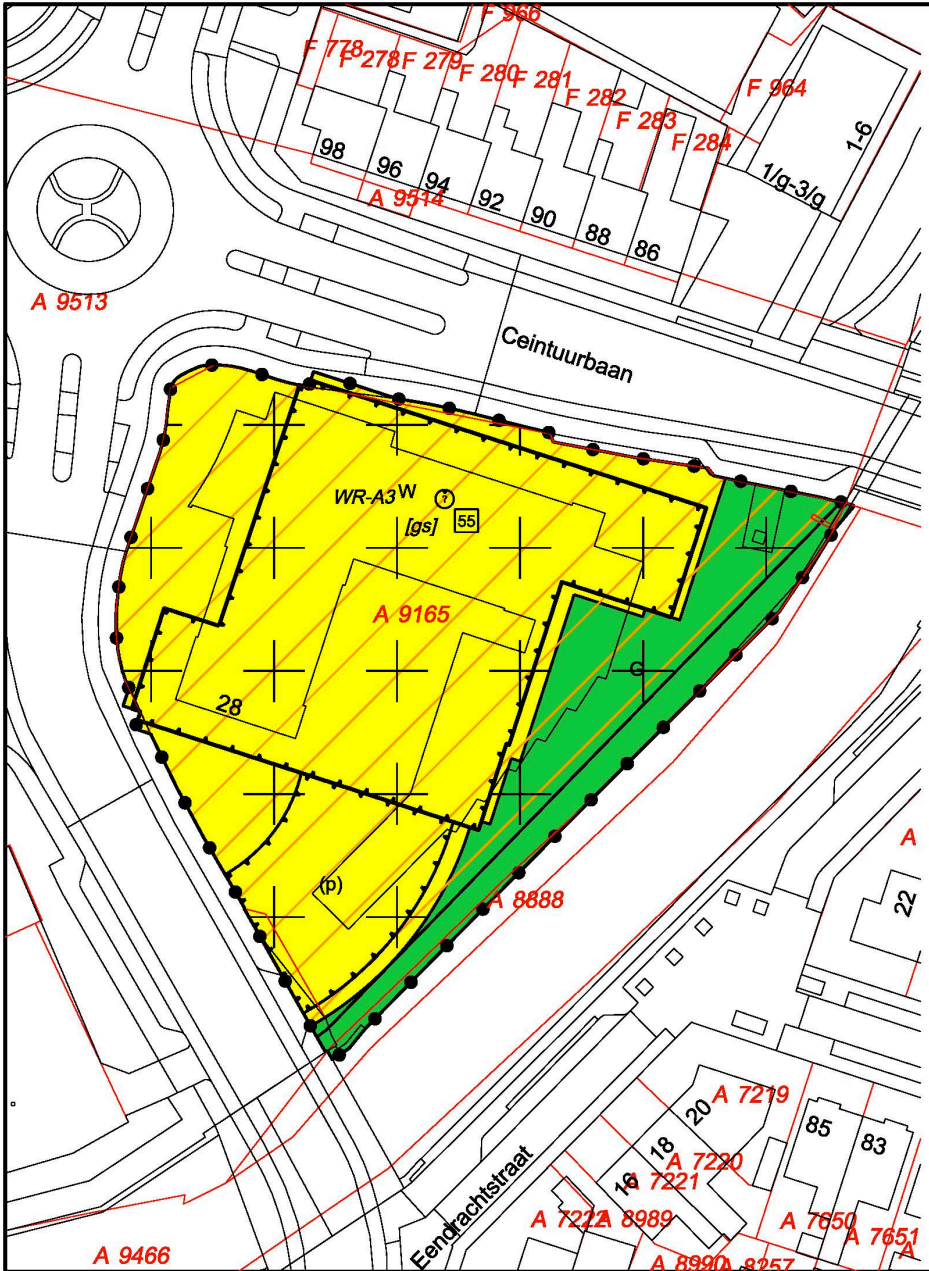 F 966
F 778
F 278
F 279
F 280
F 281
F 282
F 283
F 284
F 964
1-6
1/g-3/g
98
96
94
92
90
88
86
A 9514
A 9513
Ceintuurbaan
WR-A3
W
?
[gs]
55
A 9165
G
28
(p)
A 8888
A
22
A 7219
20
18
16
85
83
A 7220
A 7221
Eendrachtstraat
A 7222
A 8989
A 7650
A 7651
A
A 9466
A 8990
A 8257